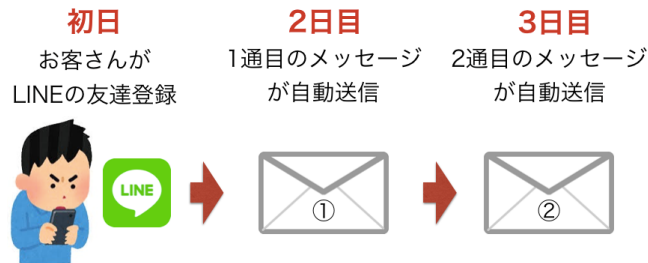 初日
お客さんが
LINEの友達登録
2日目
1通目のメッセージ
が自動送信
3日目
2通目のメッセージ
が自動送信
LINE
①
②